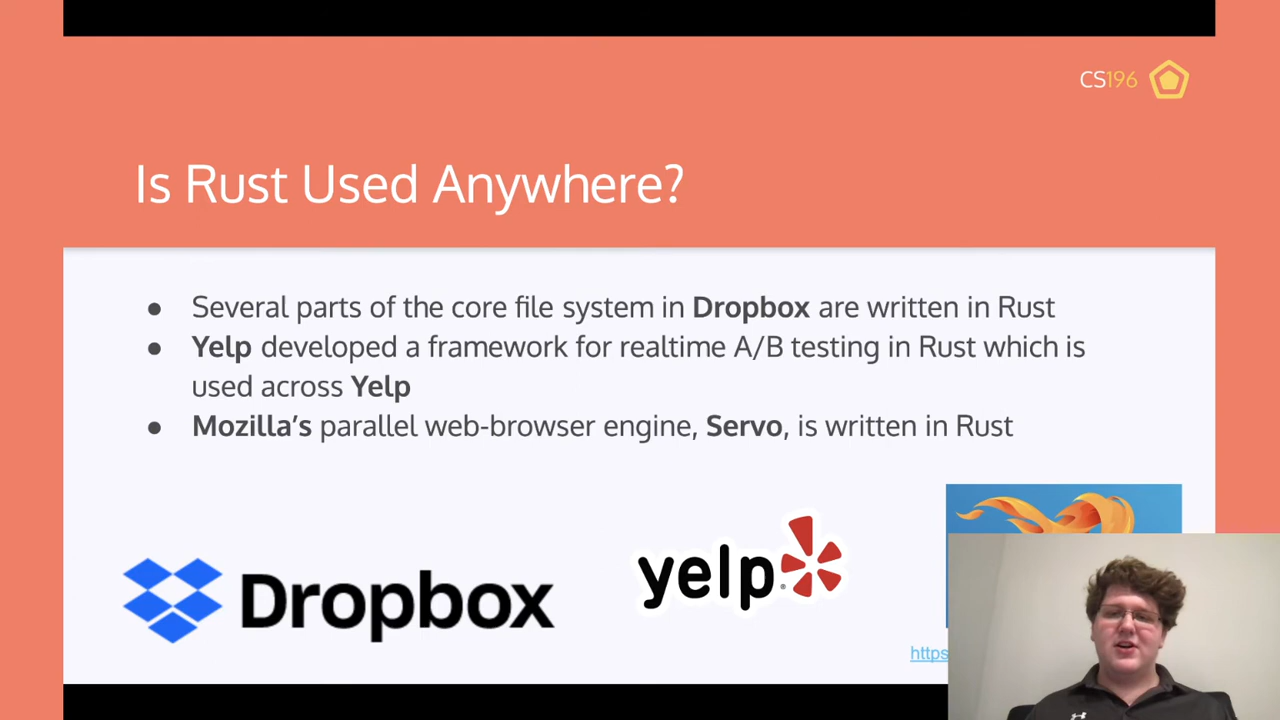 CS196
Is Rust Used Anywhere?
● Several parts of the core file system in Dropbox are written in Rust
● Yelp developed a framework for realtime A/B testing in Rust which is
used across Yelp
● Mozilla's parallel web-browser engine, Servo, is written in Rust
Dropbox
yelp
https